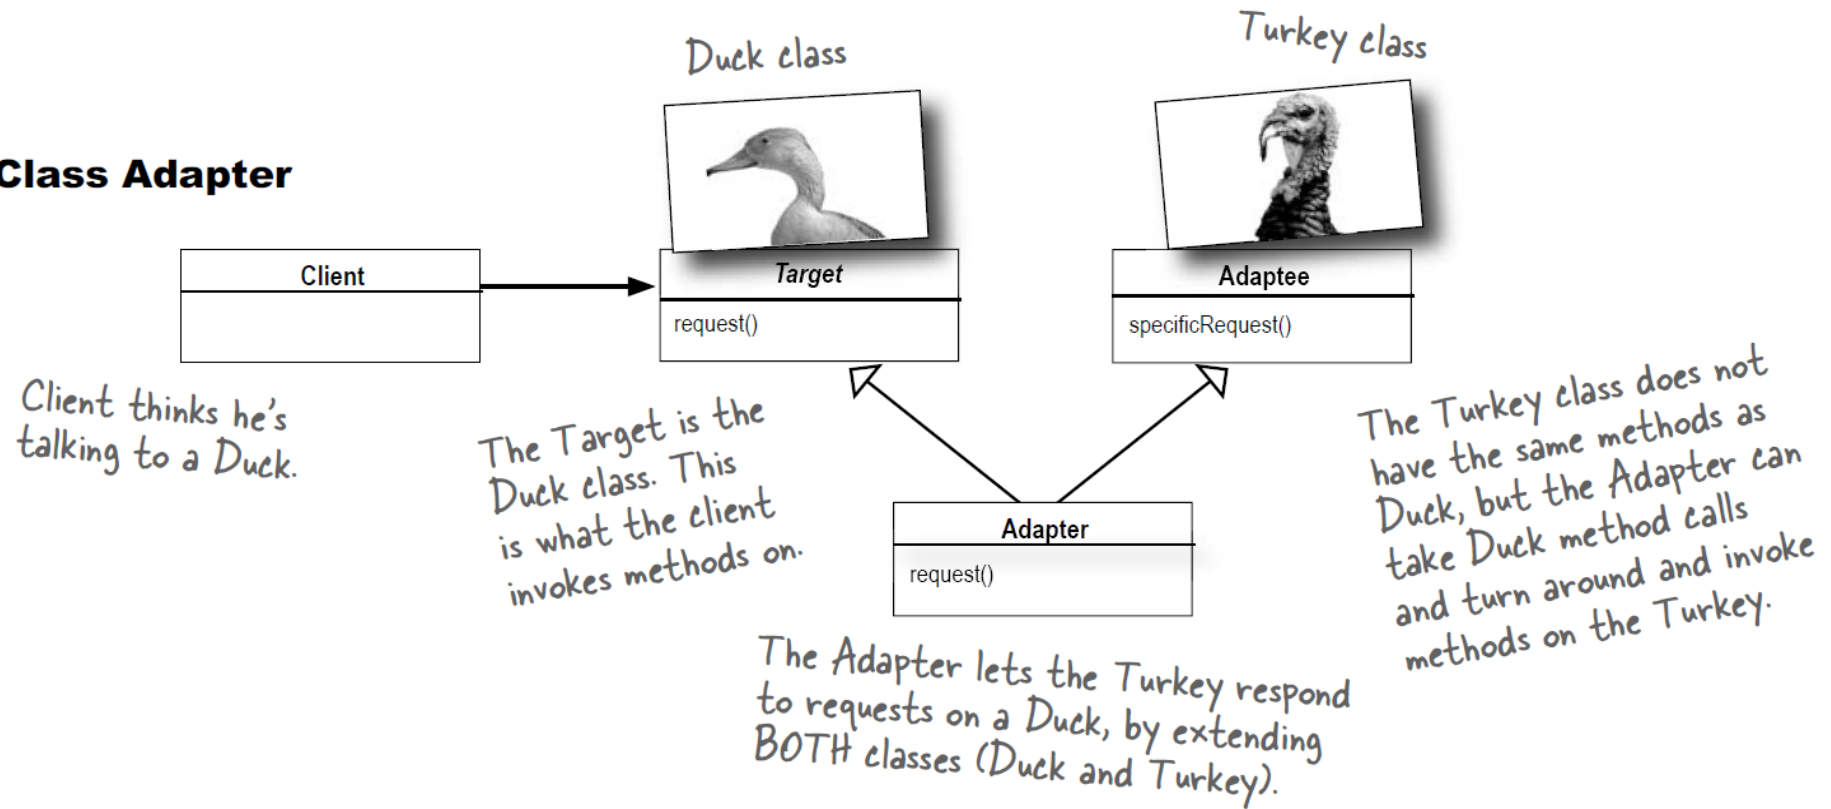 Duck class
Turkey class
Class Adapter
Client
Target
request()
Adaptee
specificRequest()
Client thinks he's
talking to a Duck.
The Target is the
Duck class. This
is what the client
invokes methods on.
Adapter
request()
The Turkey class does not
have the same methods as
Duck, but the Adapter can
take Duck method calls
and turn around and invoke
methods on the Turkey.
The Adapter lets the Turkey respond
to requests on a Duck, by extending
BOTH classes (Duck and Turkey).